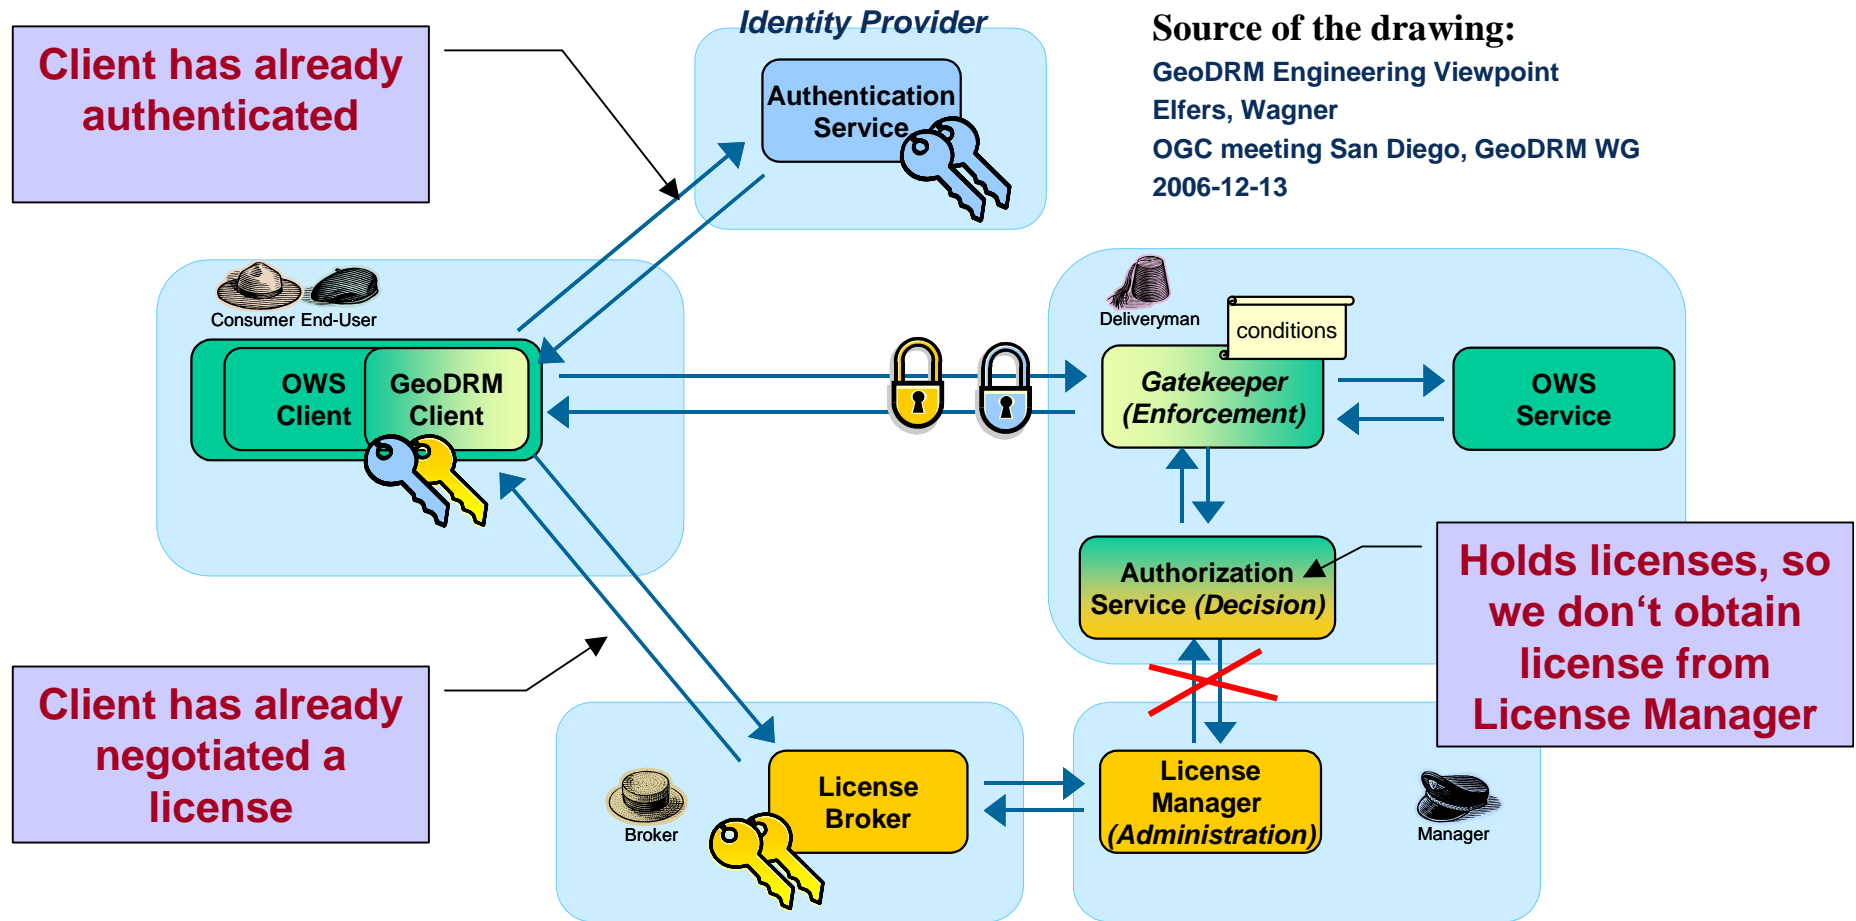 Identity Provider
Client has already
authenticated
Authentication
Service
Source of the drawing:
GeoDRM Engineering Viewpoint
Elfers, Wagner
OGC meeting San Diego, GeoDRM WG
2006-12-13
Consumer End-User
OWS
Client
GeoDRM
Client
Deliveryman
conditions
Gatekeeper
(Enforcement)
OWS
Service
Authorization
Service (Decision)
Holds licenses, so
we don‘t obtain
license from
License Manager
Client has already
negotiated a
license
Broker
License
Broker
License
Manager
(Administration)
Manager